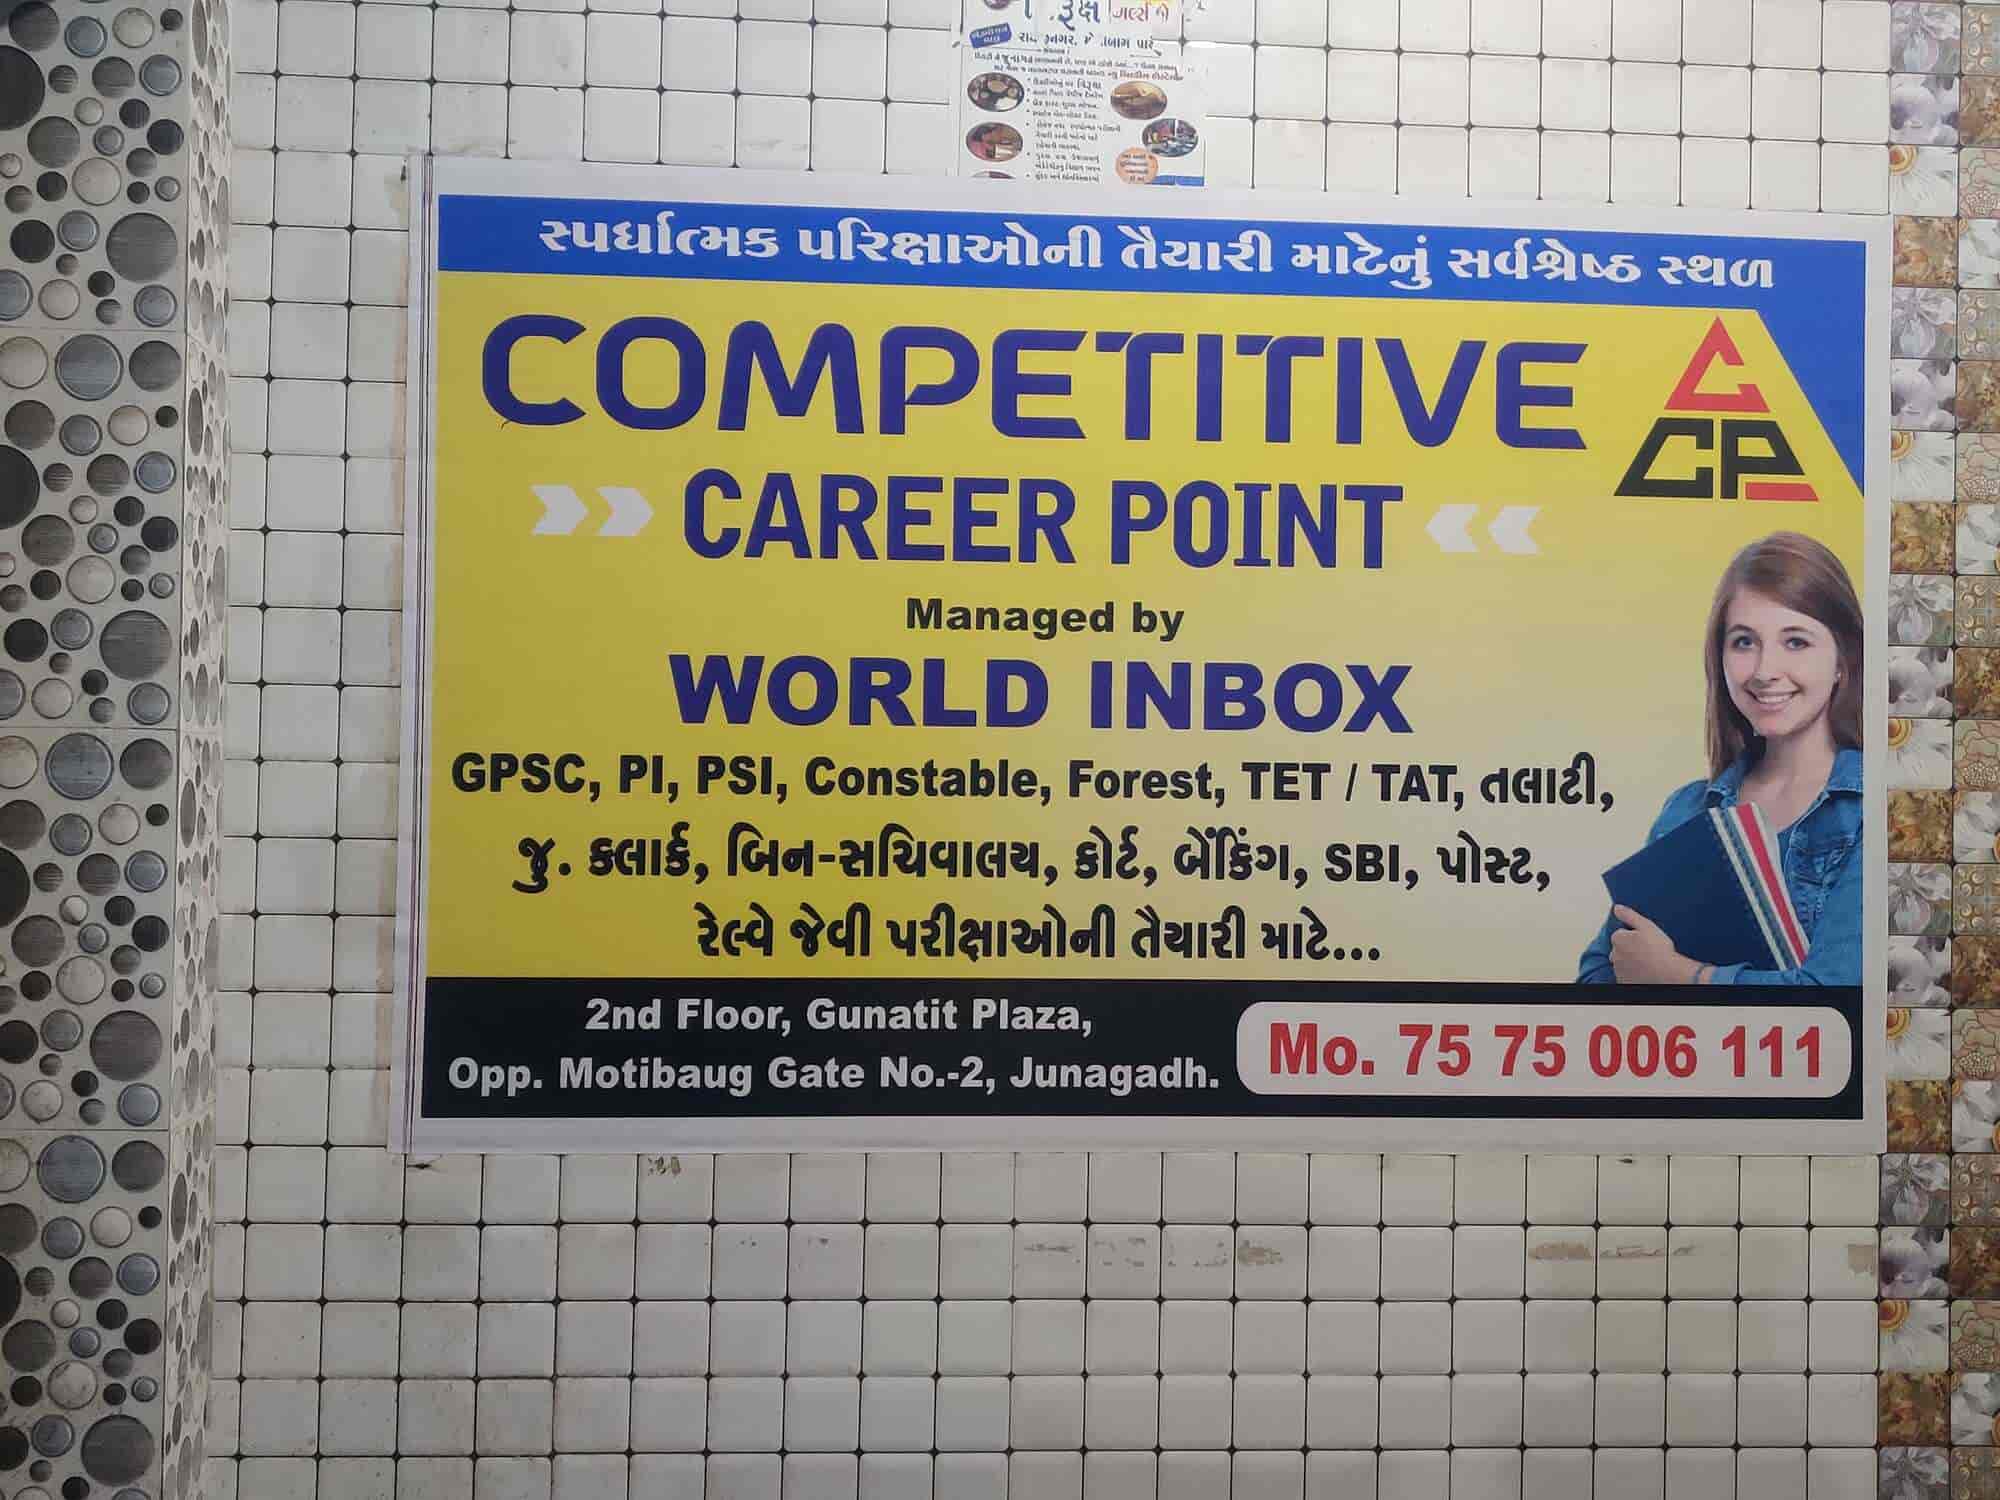 સ્પર્ધાત્મક પરિક્ષાઓની તૈયારી માટેનું સર્વશ્રેષ્ઠ સ્થળ
COMPETITIVE
CCP
CAREER POINT
Managed by
WORLD INBOX
GPSC, PI, PSI, Constable, Forest, TET / TAT, તલાટી,
જુ. કલાર્ક, બિન-સચિવાલય, કોર્ટ, બેંકિંગ, SBI, પોસ્ટ,
રેલ્વે જેવી પરીક્ષાઓની તૈયારી માટે...
2nd Floor, Gunatit Plaza,
Opp. Motibaug Gate No.-2, Junagadh.
Mo. 75 75 006 111